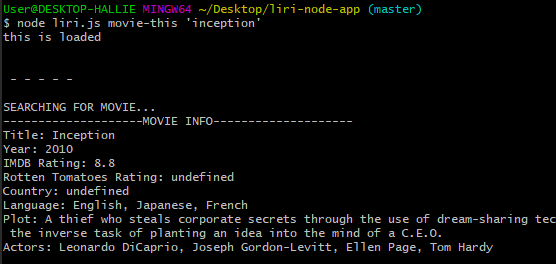 User@DESKTOP-HALLIE MINGW64 ~/Desktop/liri-node-app (master)
$ node liri.js movie-this 'inception'
this is loaded
- - - - -
SEARCHING FOR MOVIE...
--------------------MOVIE INFO--------------------
Title: Inception
Year: 2010
IMDB Rating: 8.8
Rotten Tomatoes Rating: undefined
Country: undefined
Language: English, Japanese, French
Plot: A thief who steals corporate secrets through the use of dream-sharing tec
the inverse task of planting an idea into the mind of a C.E.O.
Actors: Leonardo DiCaprio, Joseph Gordon-Levitt, Ellen Page, Tom Hardy